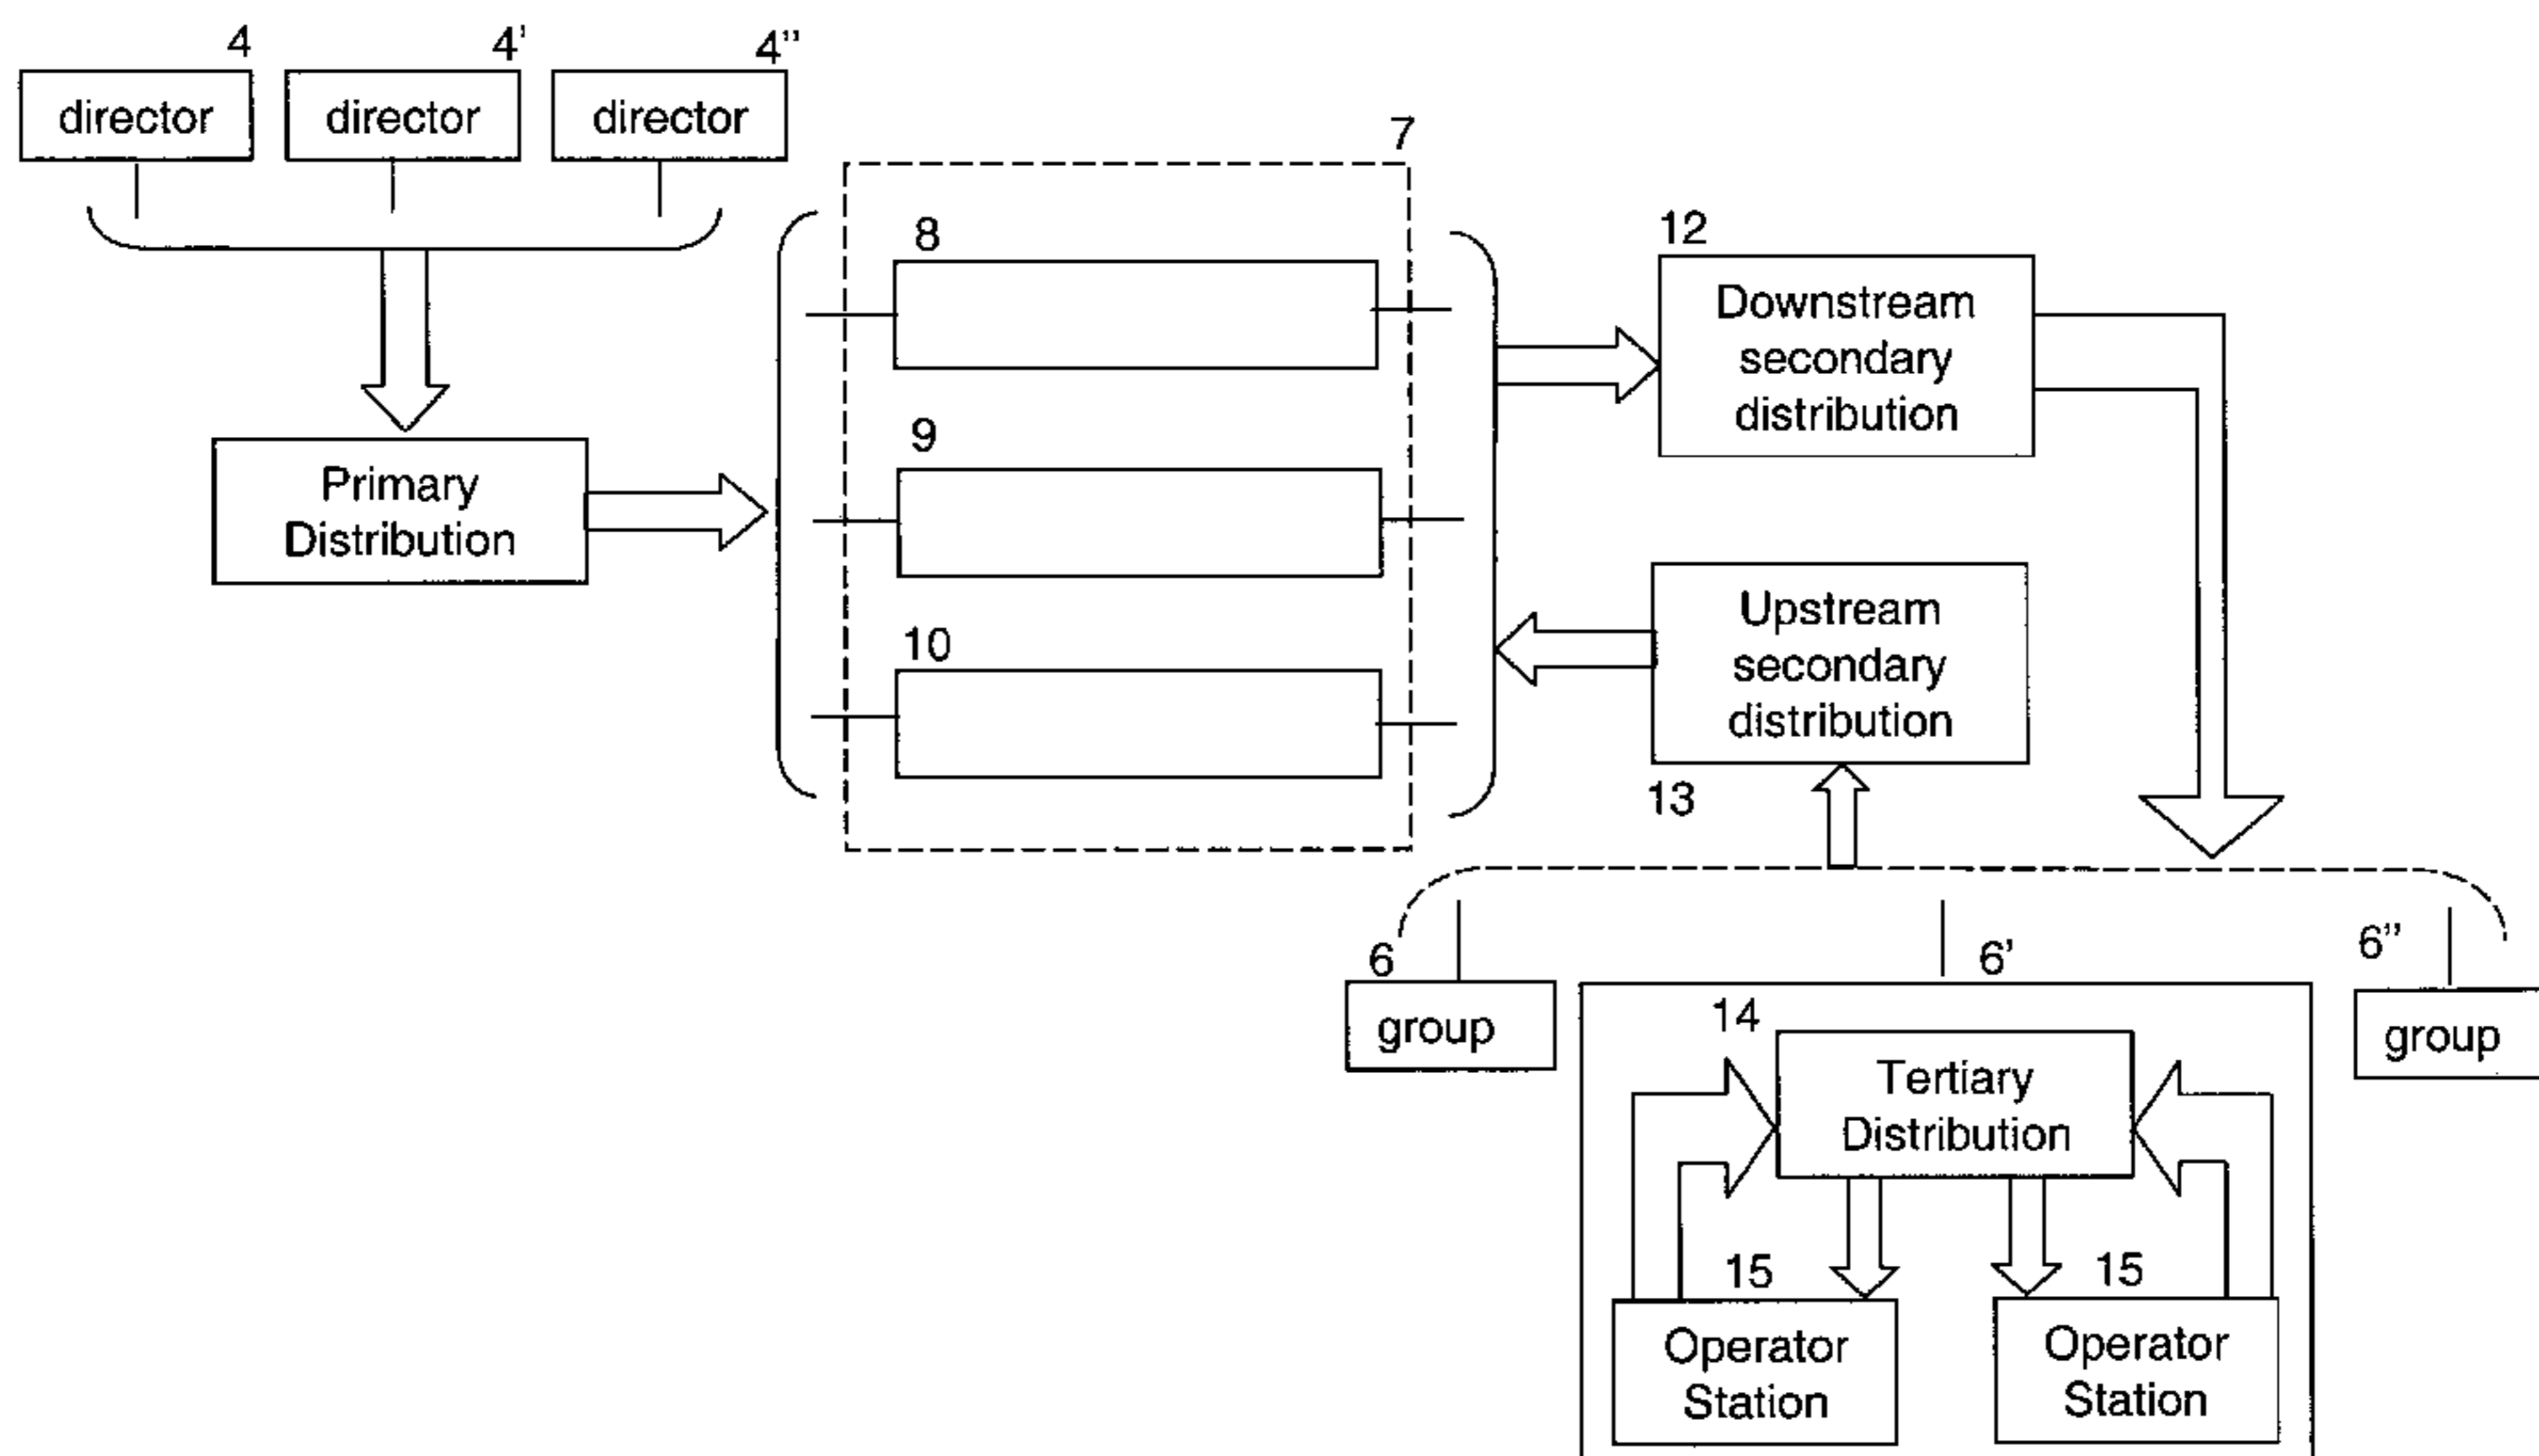 4
4'
4"
director
director
director
7
8
9
10
Primary
Distribution
12
Downstream
secondary
distribution
Upstream
secondary
distribution
13
6
6'
6"
group
group
14
Tertiary
Distribution
15
15
Operator
Station
Operator
Station